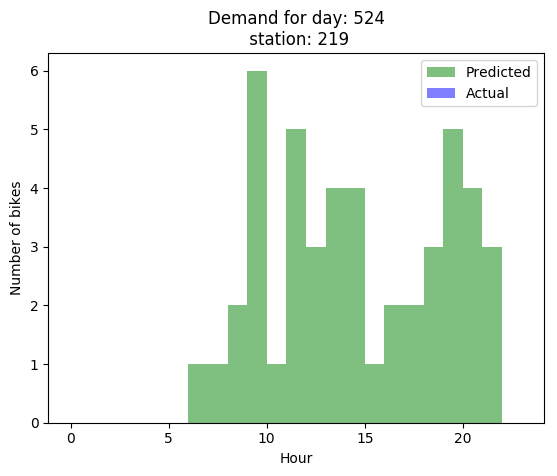 Demand for day: 524
station: 219
Predicted
Actual
Number of bikes
6
5
4
3
2
1
0
0
5
10
15
20
Hour